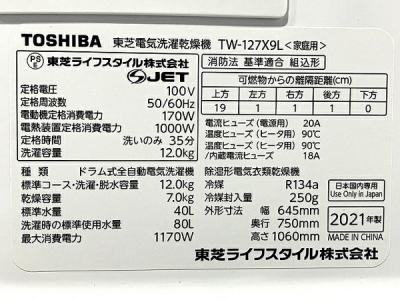 TOSHIBA 東芝電気洗濯乾燥機 TW-127X9L<家庭用>
PS E 東芝ライフスタイル株式会社
S JET
定格電圧 100V
定格周波数 50/60Hz
電動機定格消費電力 170W
電熱装置定格消費電力 1000W
定格時間 洗いのみ 35分
洗濯容量 12.0kg
消防法 基準適合 組込形
可燃物からの離隔距離(cm)
上方 左方 右方 後方 下方
19 1 1 1 0
電流ヒューズ(電源用) 20A
温度ヒューズ(ヒータ用) 90℃
温度ヒューズ(ヒータ用) 90℃
/内蔵電流ヒューズ 18A
種類 ドラム式全自動電気洗濯機
標準コース・洗濯・脱水容量 12.0kg
乾燥容量 7.0kg
標準水量 40L
洗濯時の標準使用水量 80L
最大消費電力 1170W
除湿形電気衣類乾燥機
冷媒 R134a
冷媒封入量 250g
外形寸法 幅 645mm
奥行 750mm
高さ 1060mm
日本国内専用
Use Only in Japan
2021年製
MADE IN CHINA
東芝ライフスタイル株式会社